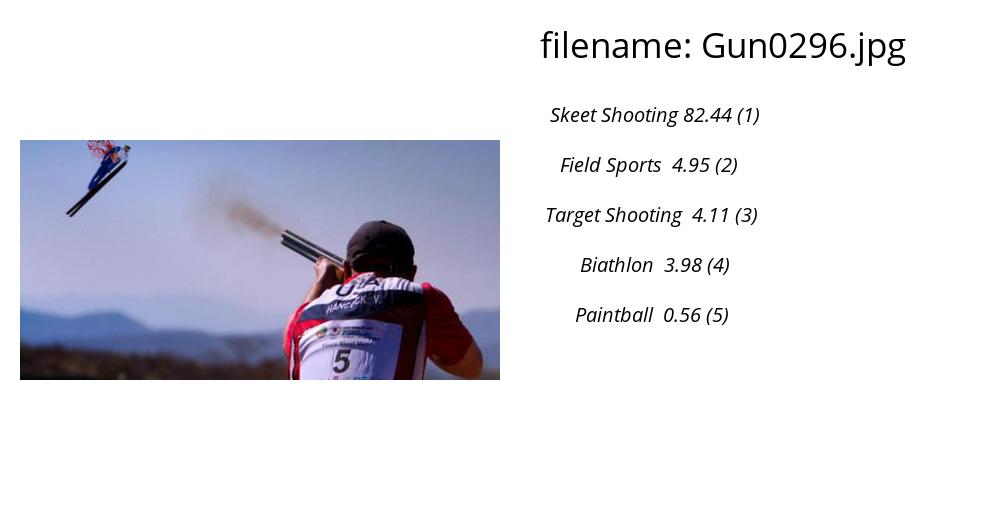 filename: Gun0296.jpg
Skeet Shooting 82.44 (1)
Field Sports 4.95 (2)
Target Shooting 4.11 (3)
Biathlon 3.98 (4)
Paintball 0.56 (5)
USA
HANCOCK V.
5